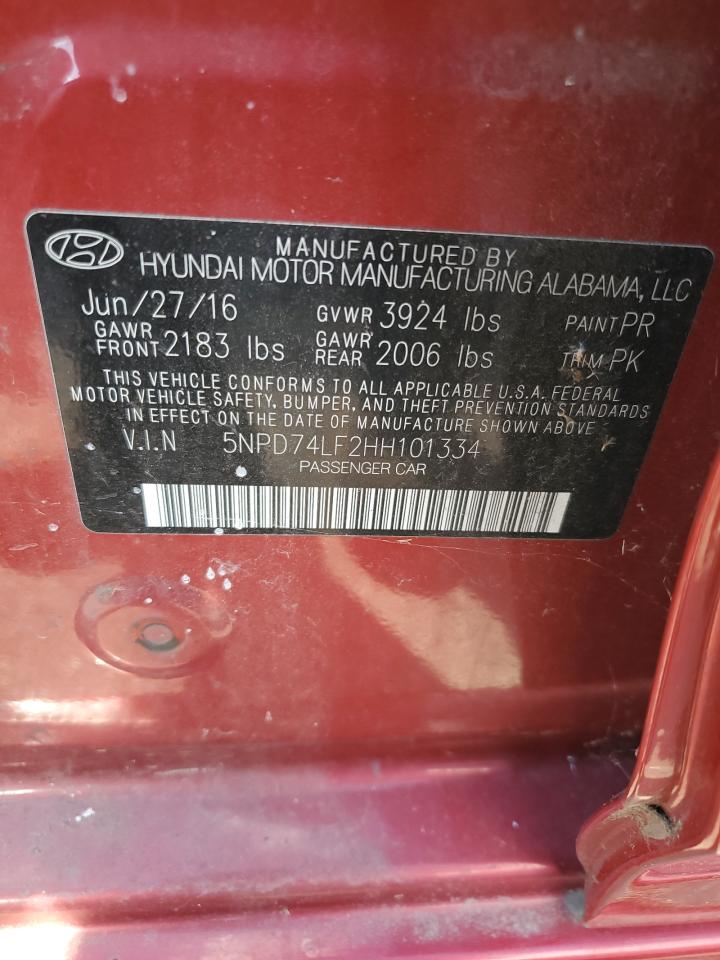 MANUFACTURED BY
HYUNDAI MOTOR MANUFACTURING ALABAMA, LLC
Jun/27/16 GVWR 3924 lbs PAINT PR
GAWR FRONT 2183 lbs GAWR REAR 2006 lbs TRIM PK
THIS VEHICLE CONFORMS TO ALL APPLICABLE U.S.A. FEDERAL
MOTOR VEHICLE SAFETY, BUMPER, AND THEFT PREVENTION STANDARDS
IN EFFECT ON THE DATE OF MANUFACTURE SHOWN ABOVE
V.I.N 5NPD74LF2HH101334
PASSENGER CAR